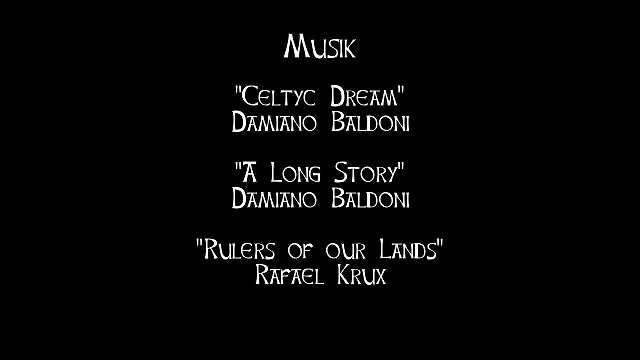 Musik
"Celtyc Dream"
Damiano Baldoni
"A Long Story"
Damiano Baldoni
"Rulers of our Lands"
Rafael Krux